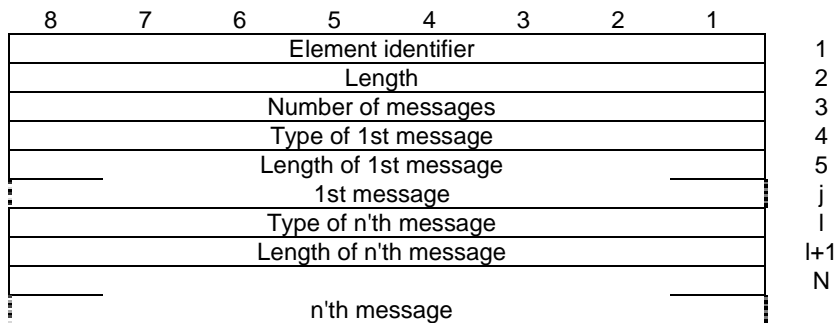 8 7 6 5 4 3 2 1
Element identifier 1
Length 2
Number of messages 3
Type of 1st message 4
Length of 1st message 5
1st message j
Type of n'th message l
Length of n'th message l+1
N
n'th message